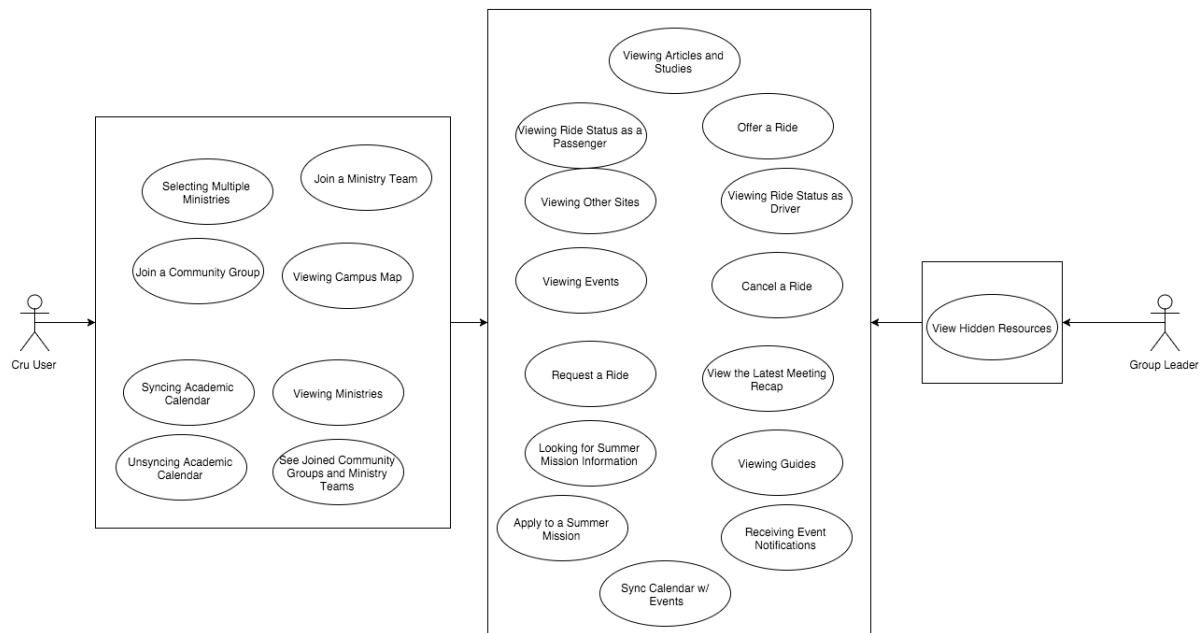 Cru User
Selecting Multiple
Ministries
Join a Ministry Team
Join a Community Group
Viewing Campus Map
Syncing Academic
Calendar
Viewing Ministries
Unsyncing Academic
Calendar
See Joined Community
Groups and Ministry
Teams
Viewing Articles and
Studies
Viewing Ride Status as a
Passenger
Offer a Ride
Viewing Other Sites
Viewing Ride Status as
Driver
Viewing Events
Cancel a Ride
Request a Ride
View the Latest Meeting
Recap
Looking for Summer
Mission Information
Viewing Guides
Apply to a Summer
Mission
Receiving Event
Notifications
Sync Calendar w/
Events
View Hidden Resources
Group Leader